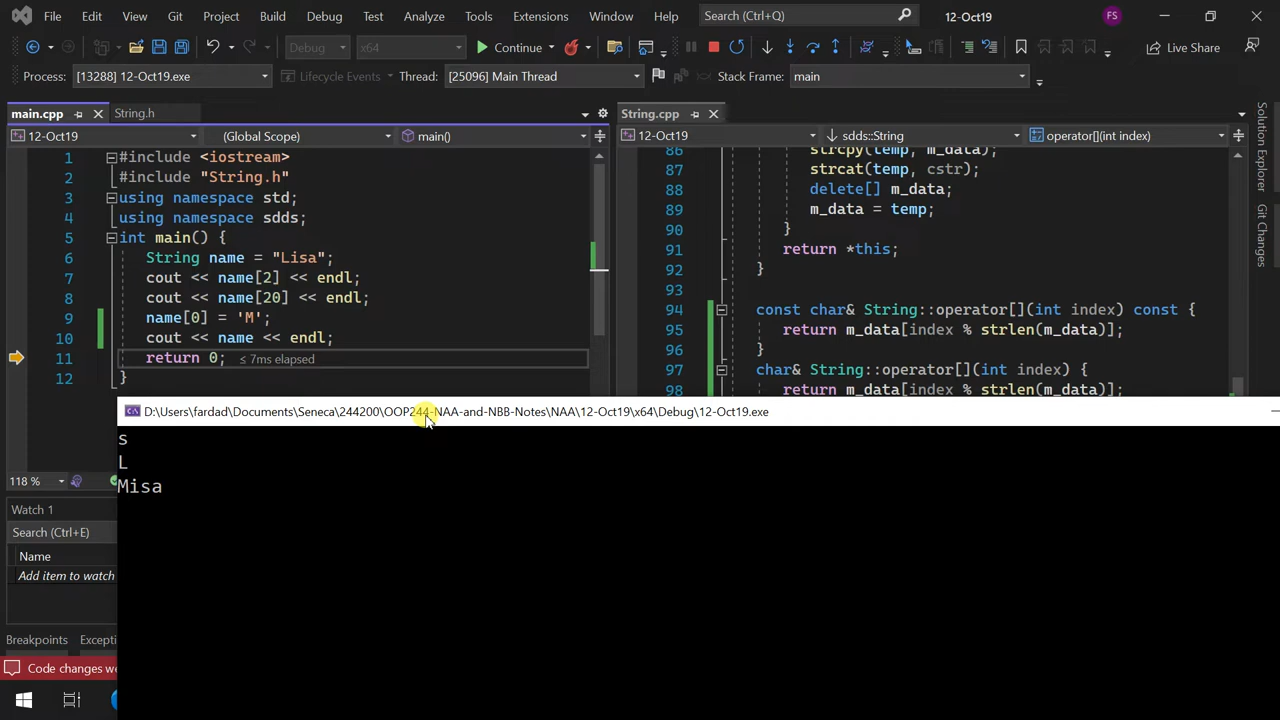 File Edit View Git Project Build Debug Test Analyze Tools Extensions Window Help Search (Ctrl+Q) 12-Oct19 FS
Debug x64 Continue Live Share
Process: [13288] 12-Oct19.exe Lifecycle Events Thread: [25096] Main Thread Stack Frame: main
main.cpp String.h
12-Oct19 (Global Scope) main()
1 #include <iostream>
2 #include "String.h"
3 using namespace std;
4 using namespace sdds;
5 int main() {
6 String name = "Lisa";
7 cout << name[2] << endl;
8 cout << name[20] << endl;
9 name[0] = 'M';
10 cout << name << endl;
11 return 0; ≤ 7ms elapsed
12 }
118 %
String.cpp
12-Oct19 sdds::String operator[](int index)
86 strcpy(temp, m_data);
87 strcat(temp, cstr);
88 delete[] m_data;
89 m_data = temp;
90 }
91 return *this;
92 }
93
94 const char& String::operator[](int index) const {
95 return m_data[index % strlen(m_data)];
96 }
97 char& String::operator[](int index) {
98 return m_data[index % strlen(m_data)];
Solution Explorer
Git Changes
D:\Users\fardad\Documents\Seneca\244200\OOP244-NAA-and-NBB-Notes\NAA\12-Oct19\x64\Debug\12-Oct19.exe
s
L
Misa
Watch 1
Search (Ctrl+E)
Name
Add item to watch
Breakpoints Excepti
Code changes we